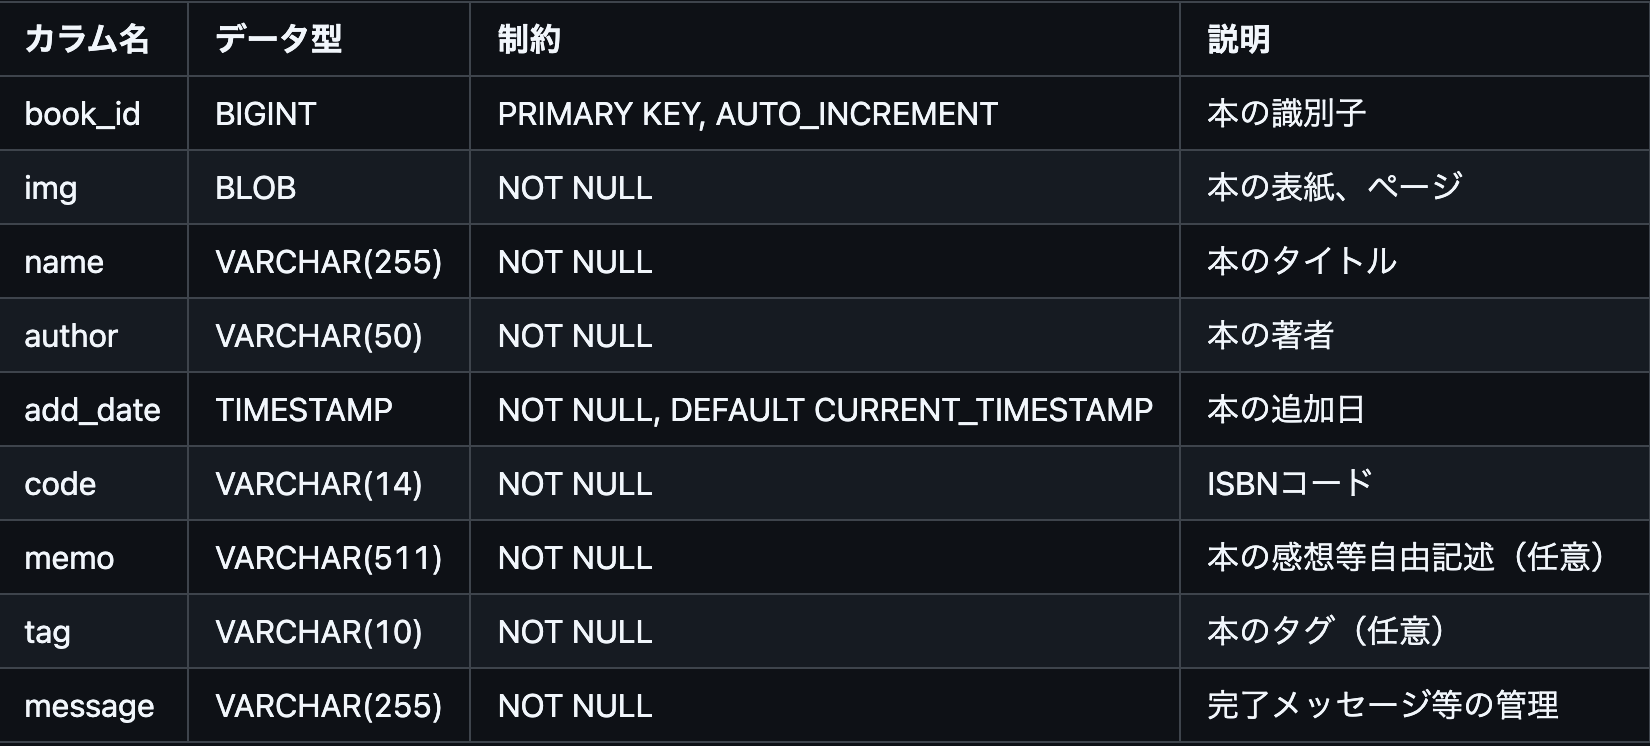 カラム名 データ型 制約 説明
book_id BIGINT PRIMARY KEY, AUTO_INCREMENT 本の識別子
img BLOB NOT NULL 本の表紙、ページ
name VARCHAR(255) NOT NULL 本のタイトル
author VARCHAR(50) NOT NULL 本の著者
add_date TIMESTAMP NOT NULL, DEFAULT CURRENT_TIMESTAMP 本の追加日
code VARCHAR(14) NOT NULL ISBNコード
memo VARCHAR(511) NOT NULL 本の感想等自由記述（任意）
tag VARCHAR(10) NOT NULL 本のタグ（任意）
message VARCHAR(255) NOT NULL 完了メッセージ等の管理